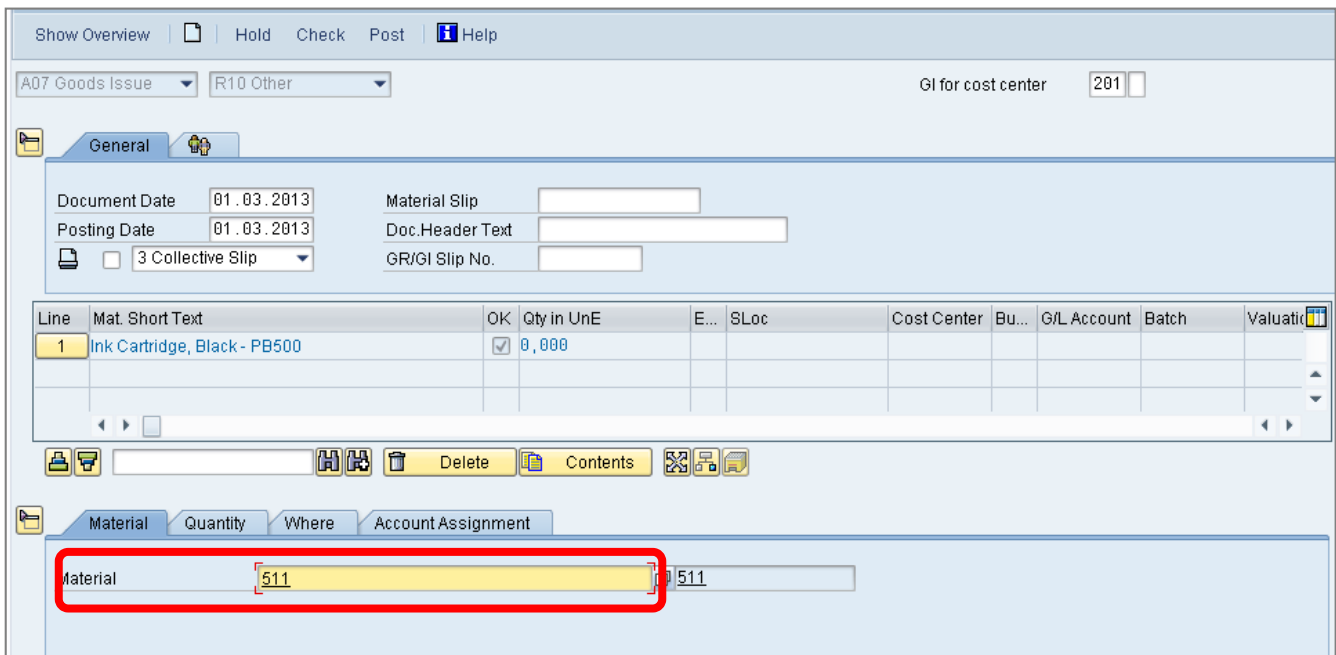 Show Overview Hold Check Post Help
A07 Goods Issue R10 Other GI for cost center 201
General
Document Date 01.03.2013 Material Slip
Posting Date 01.03.2013 Doc.Header Text
3 Collective Slip GR/GI Slip No.
Line Mat. Short Text OK Qty in UnE E... SLoc Cost Center Bu... G/L Account Batch Valuatic
1 Ink Cartridge, Black - PB500 0,000
Delete Contents
Material Quantity Where Account Assignment
Material 511 511